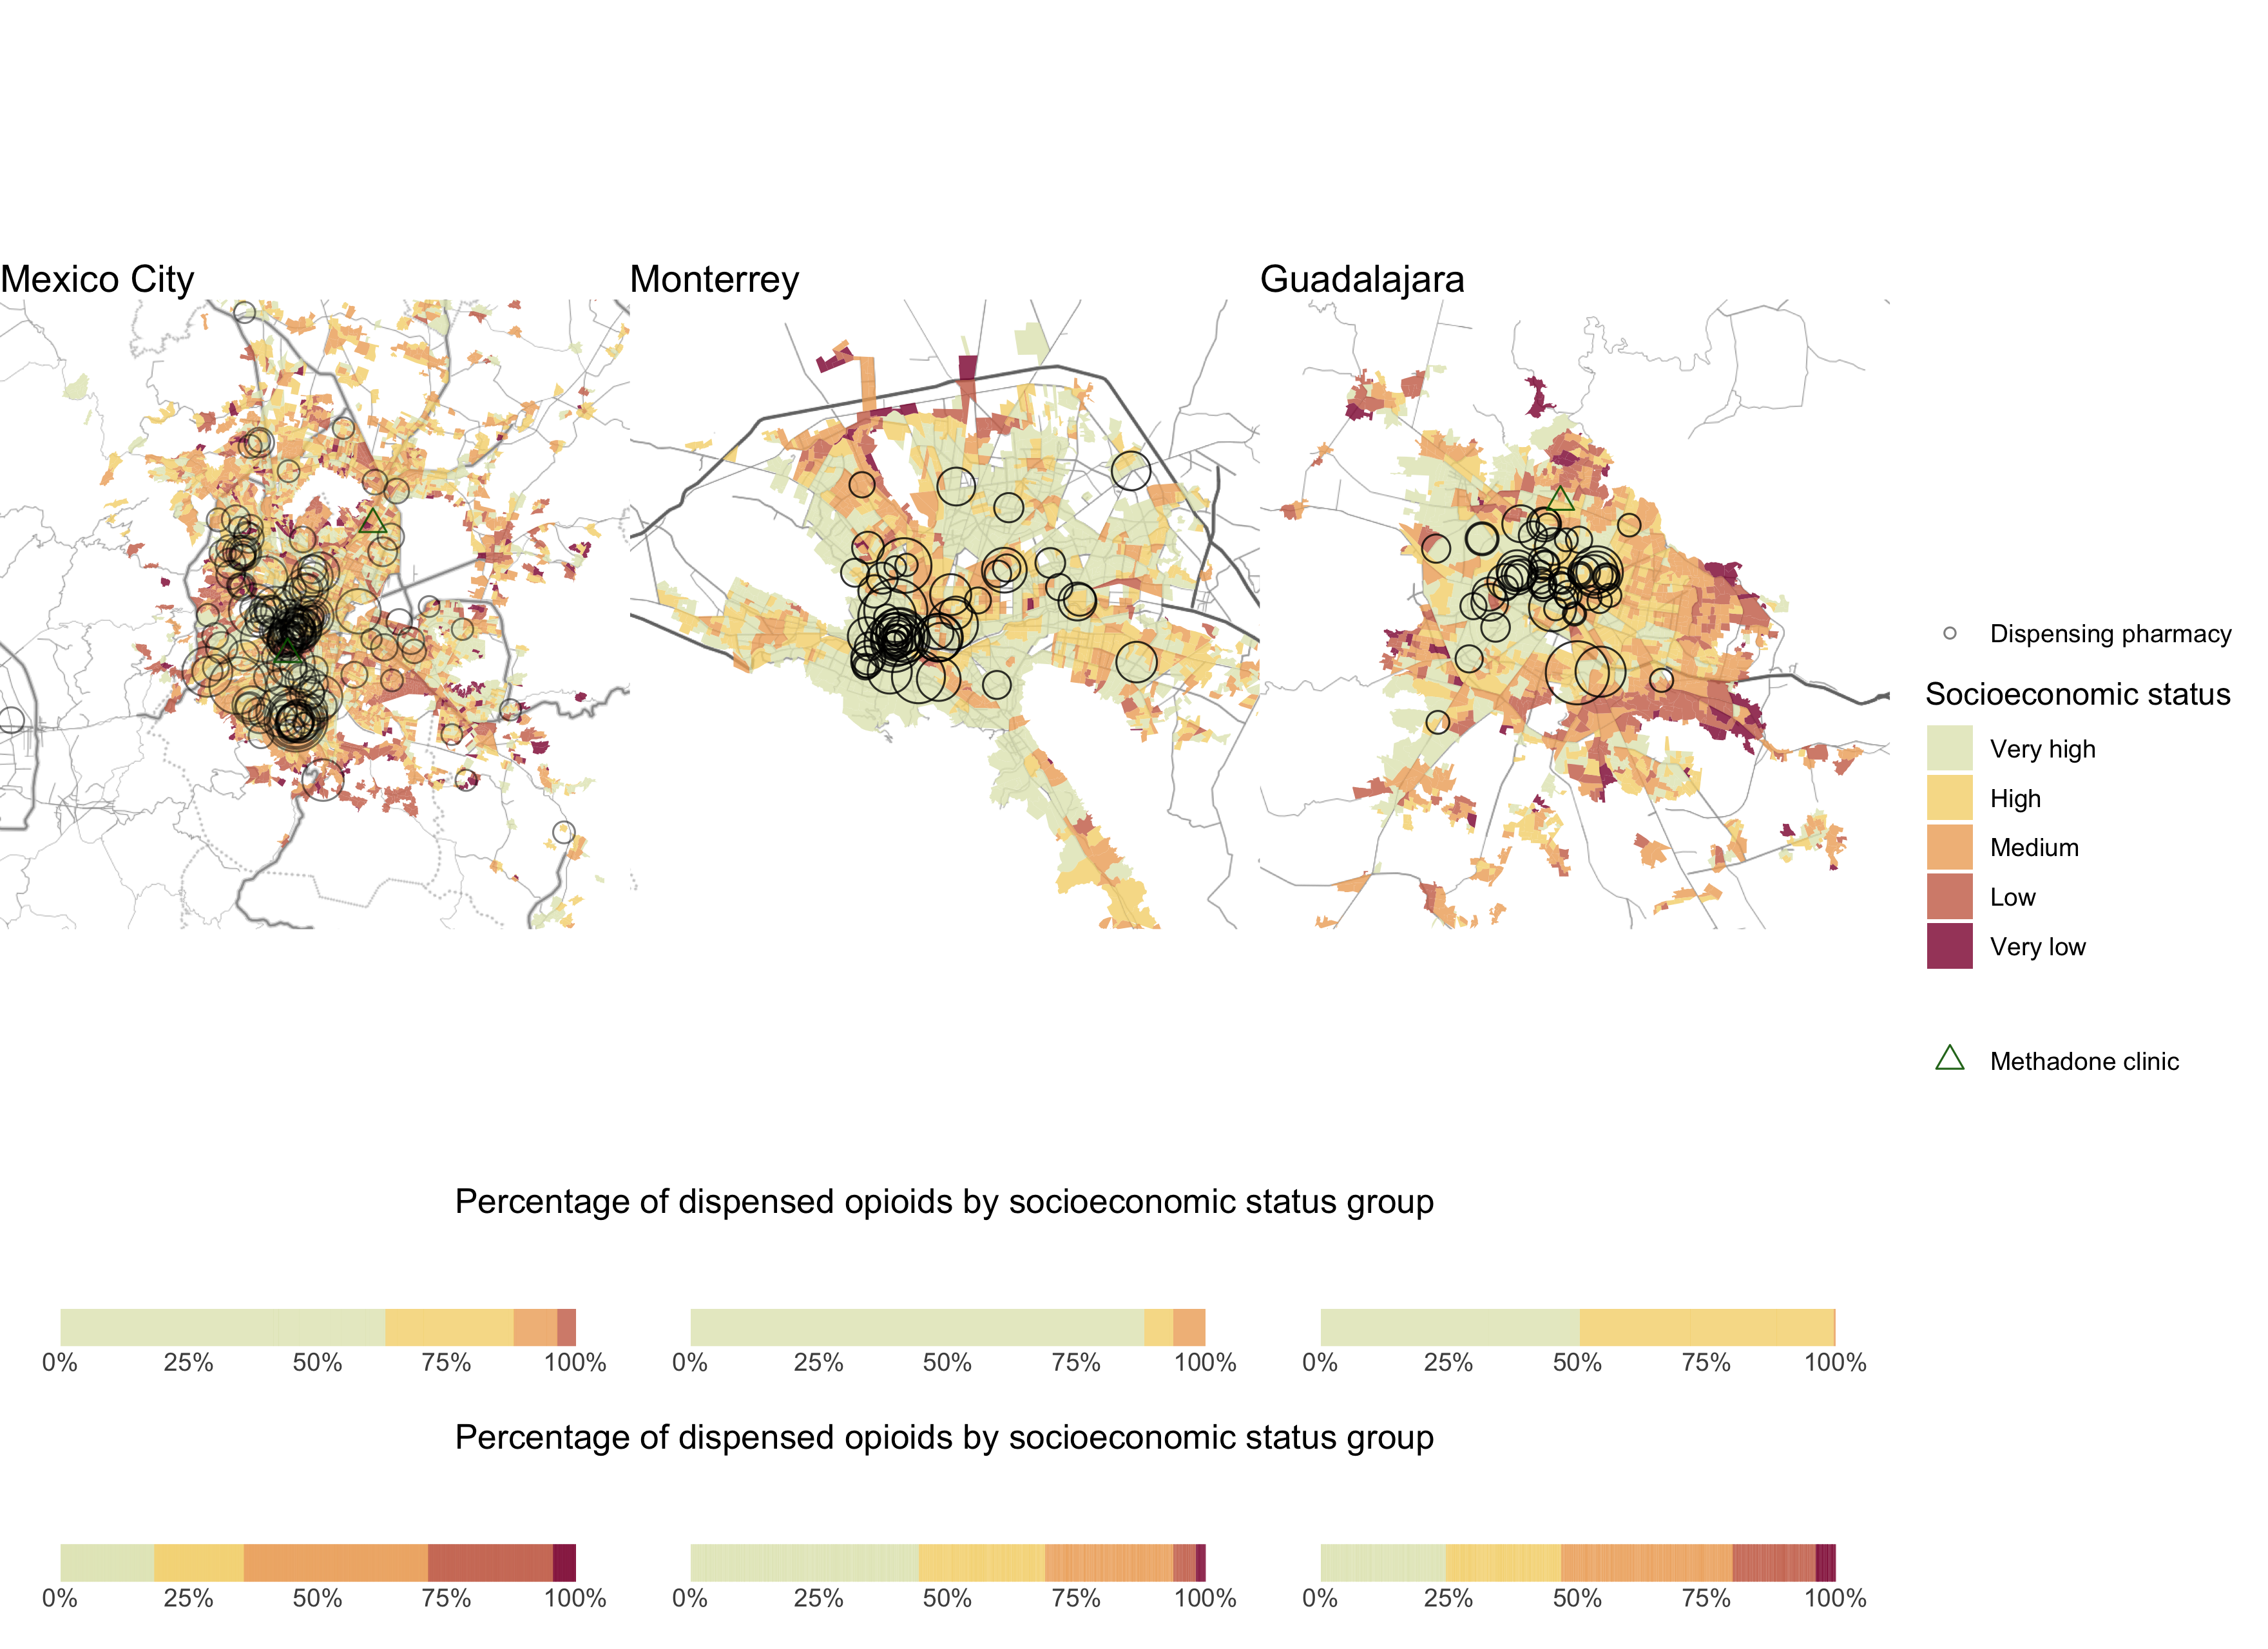 Mexico City
Monterrey
Guadalajara
Dispensing pharmacy
Socioeconomic status
Very high
High
Medium
Low
Very low
Methadone clinic
Percentage of dispensed opioids by socioeconomic status group
0% 25% 50% 75% 100%
0% 25% 50% 75% 100%
0% 25% 50% 75% 100%
Percentage of dispensed opioids by socioeconomic status group
0% 25% 50% 75% 100%
0% 25% 50% 75% 100%
0% 25% 50% 75% 100%